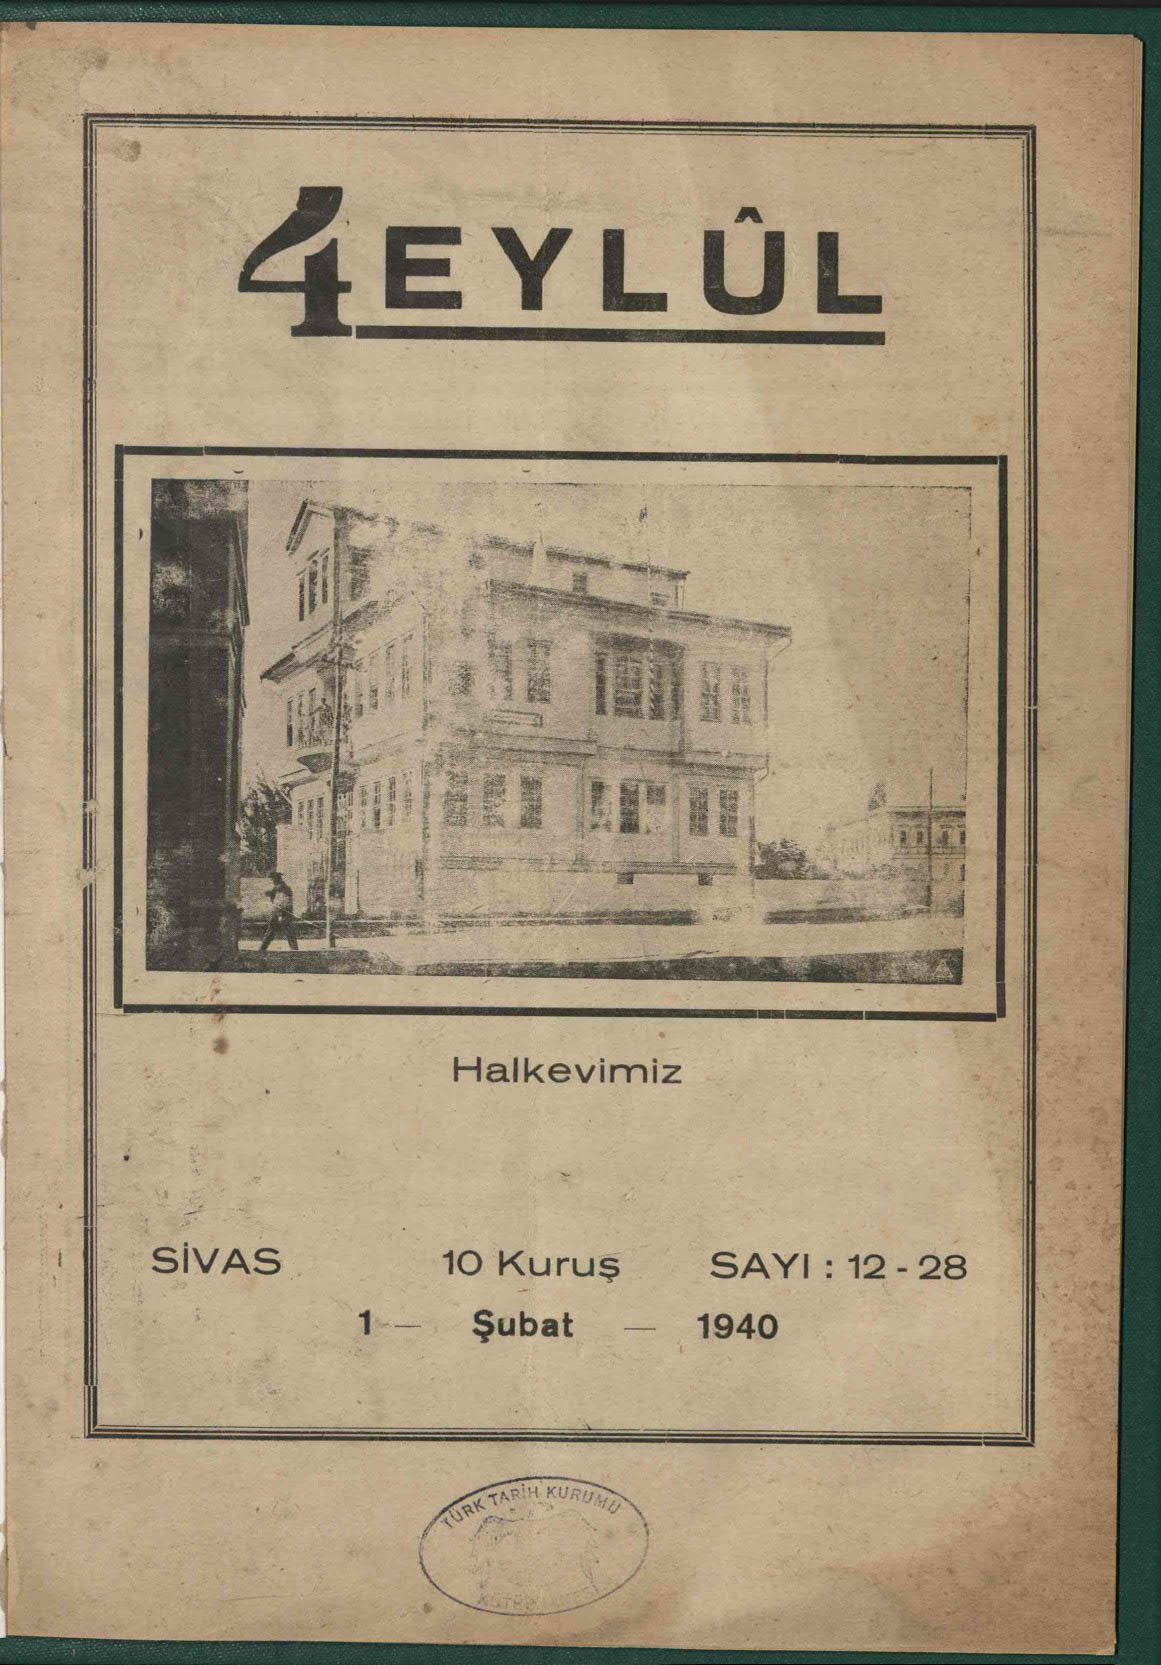 4 EYLÛL
Halkevimiz
SİVAS 10 Kuruş SAYI : 12 - 28
1 — Şubat — 1940
TÜRK TARİH KURUMU